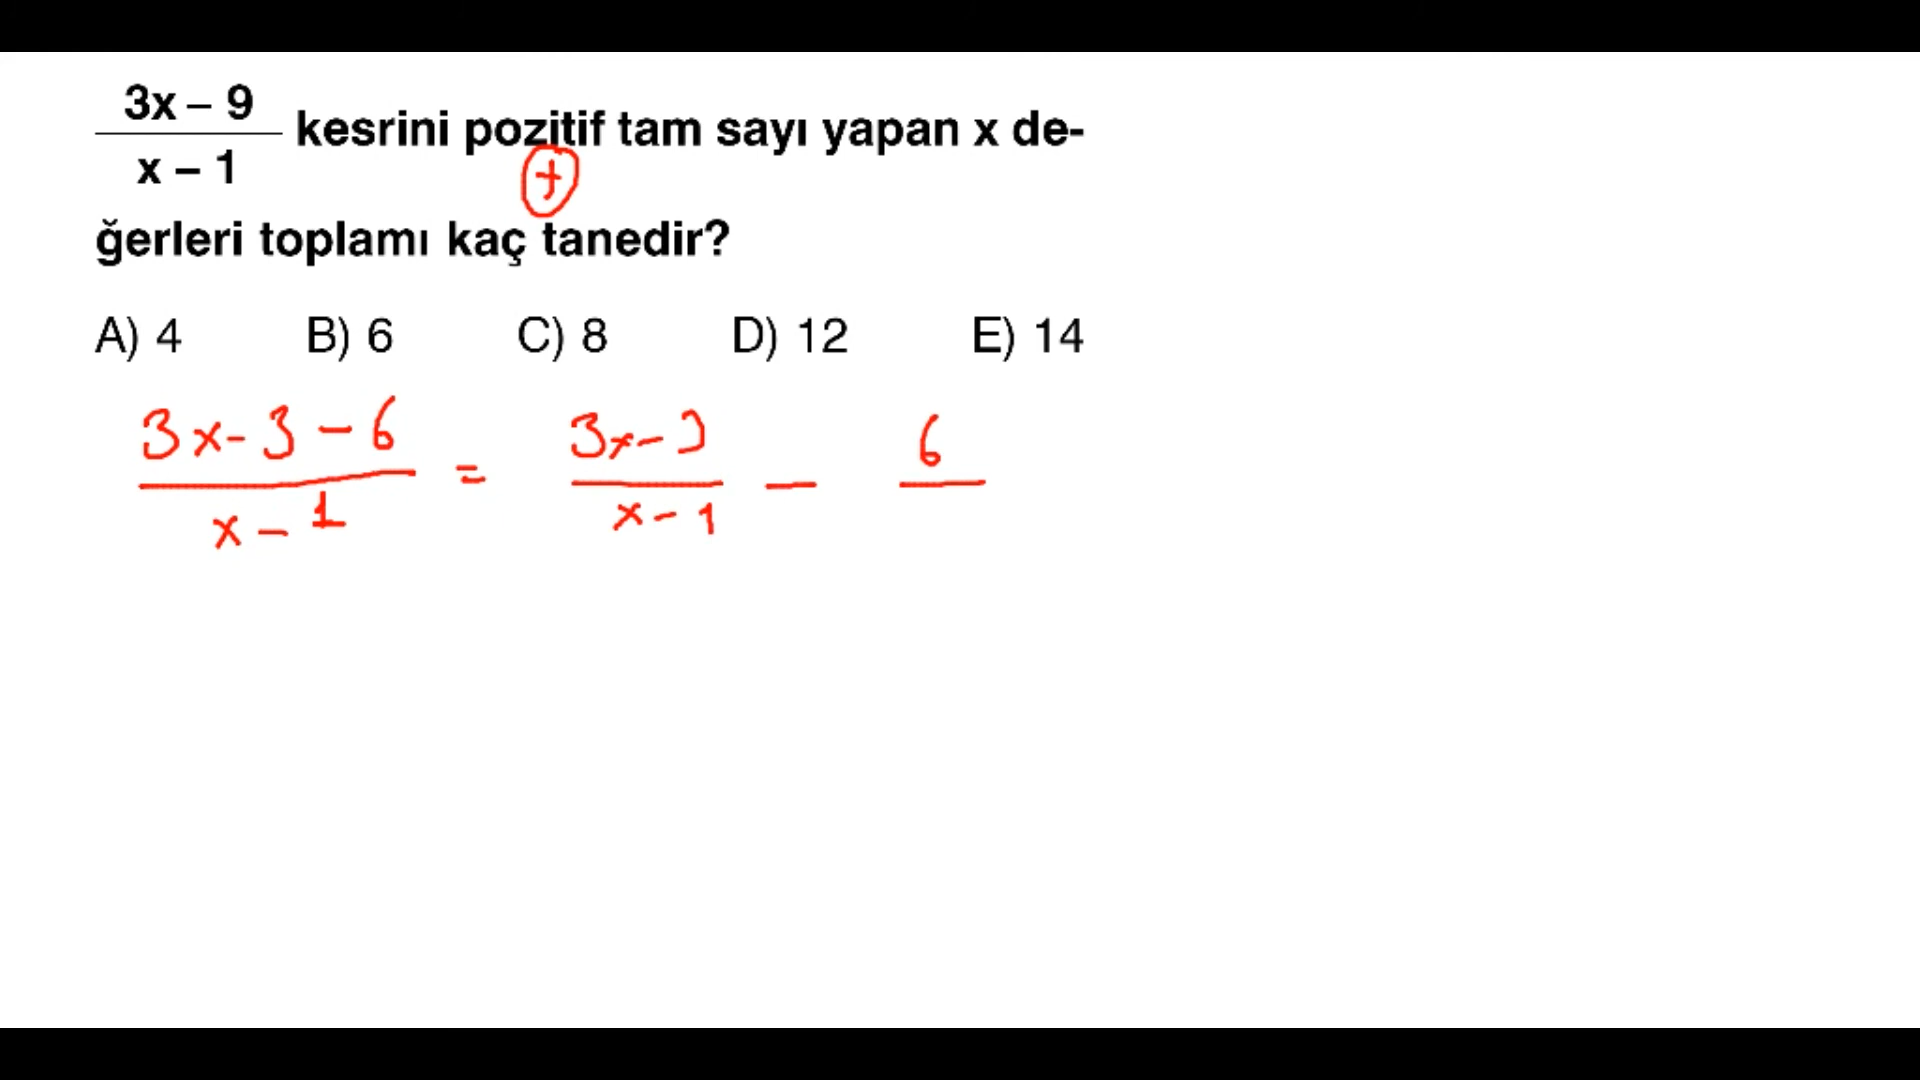 3x – 9
kesrini pozitif tam sayı yapan x de-
x – 1
+
ğerleri toplamı kaç tanedir?
A) 4 B) 6 C) 8 D) 12 E) 14
3x - 3 - 6 3x - 3 6
= —
x - 1 x - 1